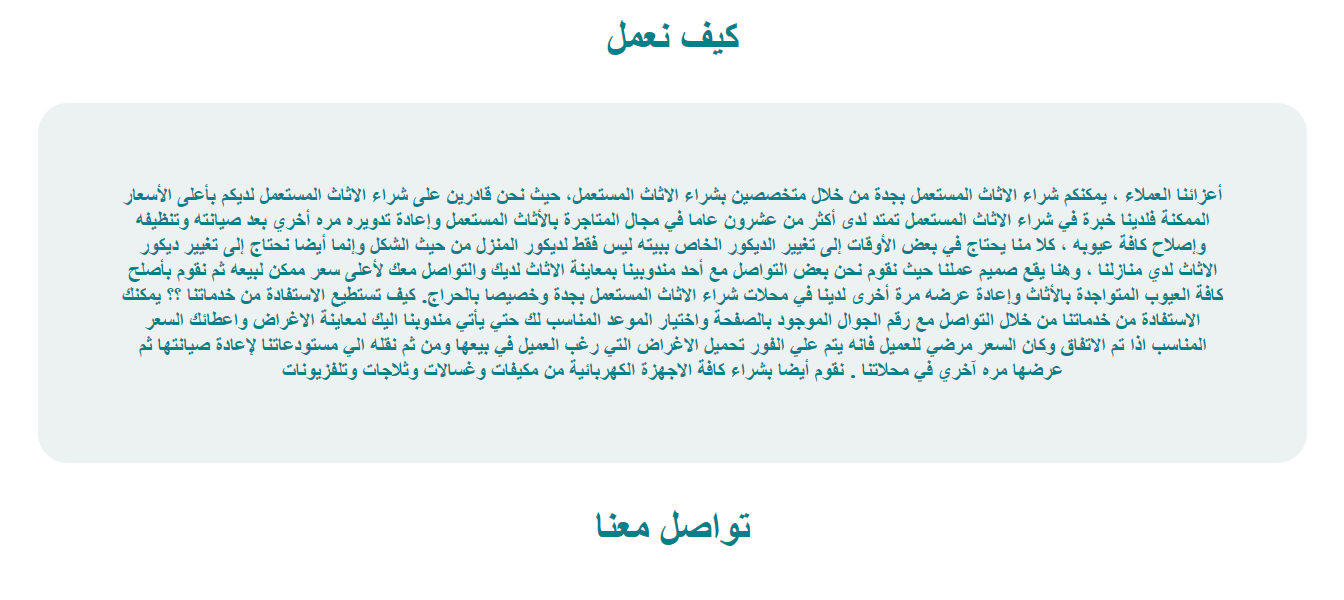 كيف نعمل
أعزائنا العملاء ، يمكنكم شراء الاثاث المستعمل بجدة من خلال متخصصين بشراء الاثاث المستعمل، حيث نحن قادرين على شراء الاثاث المستعمل لديكم بأعلى الأسعار
الممكنة فلدينا خبرة في شراء الاثاث المستعمل تمتد لدى أكثر من عشرون عاما في مجال المتاجرة بالأثاث المستعمل وإعادة تدويره مره أخري بعد صيانته وتنظيفه
وإصلاح كافة عيوبه ، كلا منا يحتاج في بعض الأوقات إلى تغيير الديكور الخاص ببيته ليس فقط لديكور المنزل من حيث الشكل وإنما أيضا نحتاج إلى تغيير ديكور
الاثاث لدي منازلنا ، وهنا يقع صميم عملنا حيث نقوم نحن بعض التواصل مع أحد مندوبينا بمعاينة الاثاث لديك والتواصل معك لأعلى سعر ممكن لبيعه ثم نقوم بأصلح
كافة العيوب المتواجدة بالأثاث وإعادة عرضه مرة أخرى لدينا في محلات شراء الاثاث المستعمل بجدة وخصيصا بالحراج. كيف تستطيع الاستفادة من خدماتنا ؟؟ يمكنك
الاستفادة من خدماتنا من خلال التواصل مع رقم الجوال الموجود بالصفحة واختيار الموعد المناسب لك حتي يأتي مندوبنا اليك لمعاينة الاغراض واعطائك السعر
المناسب اذا تم الاتفاق وكان السعر مرضي للعميل فانه يتم علي الفور تحميل الاغراض التي رغب العميل في بيعها ومن ثم نقله الي مستودعاتنا لإعادة صيانتها ثم
عرضها مره آخري في محلاتنا . نقوم أيضا بشراء كافة الاجهزة الكهربائية من مكيفات وغسالات وثلاجات وتلفزيونات
تواصل معنا